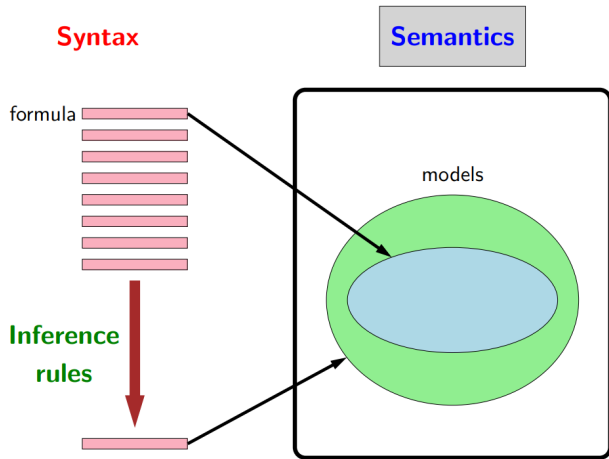 Syntax
Semantics
formula
models
Inference
rules